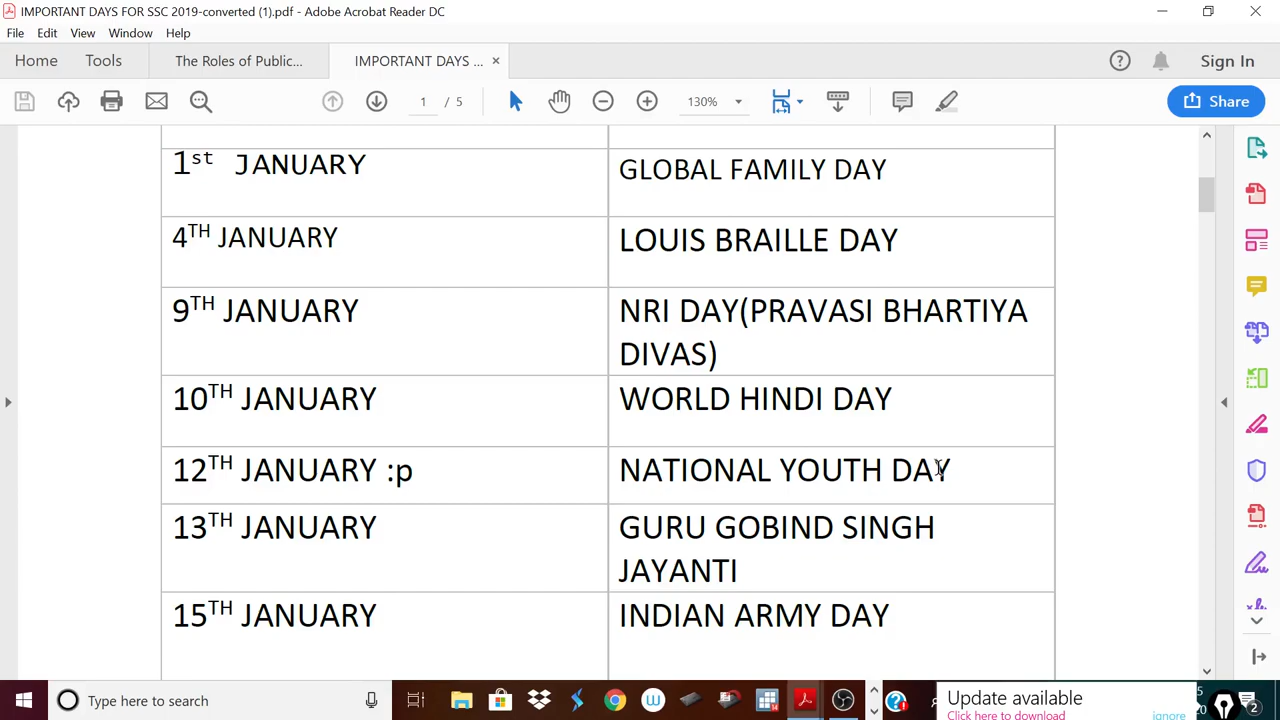 IMPORTANT DAYS FOR SSC 2019-converted (1).pdf - Adobe Acrobat Reader DC
File Edit View Window Help
Home Tools The Roles of Public... IMPORTANT DAYS ... × Sign In
1 / 5 130% Share
1st JANUARY GLOBAL FAMILY DAY
4TH JANUARY LOUIS BRAILLE DAY
9TH JANUARY NRI DAY(PRAVASI BHARTIYA
DIVAS)
10TH JANUARY WORLD HINDI DAY
12TH JANUARY :p NATIONAL YOUTH DAY
13TH JANUARY GURU GOBIND SINGH
JAYANTI
15TH JANUARY INDIAN ARMY DAY
Type here to search
Update available
Click here to download ignore
2